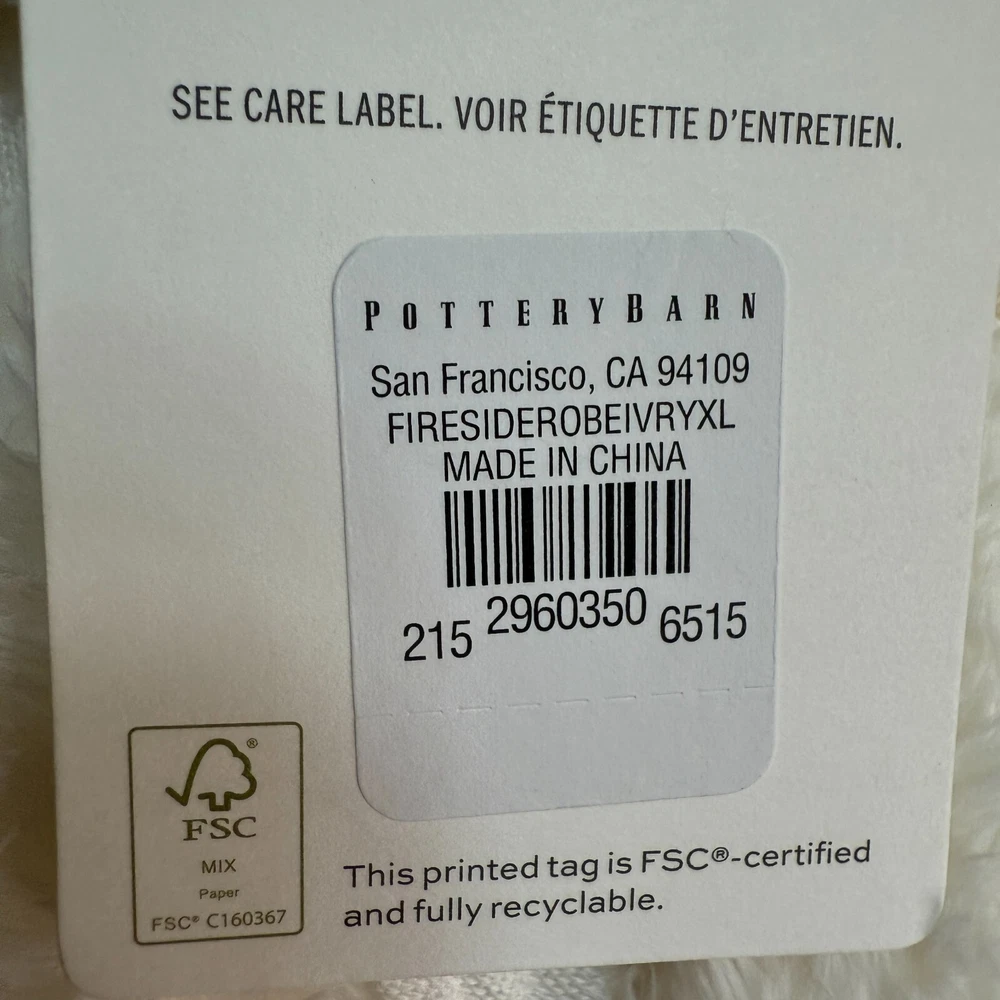 SEE CARE LABEL. VOIR ÉTIQUETTE D'ENTRETIEN.
POTTERYBARN
San Francisco, CA 94109
FIRESIDEROBEIVRYXL
MADE IN CHINA
215 2960350 6515
®
FSC
MIX
Paper
FSC® C160367
This printed tag is FSC®-certified
and fully recyclable.